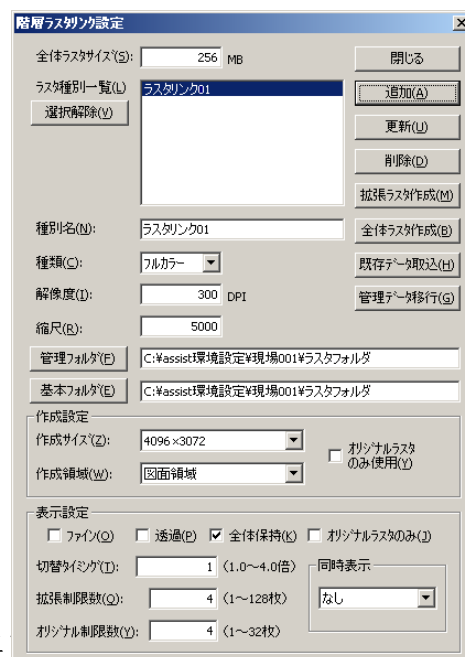 階層ラスタリンク設定
全体ラスタサイズ(S): 256 MB
閉じる
ラスタ種別一覧(L)
ラスタリンク01
追加(A)
選択解除(V)
更新(U)
削除(D)
拡張ラスタ作成(M)
種別名(N): ラスタリンク01
全体ラスタ作成(B)
種類(C): フルカラー
既存データ取込(H)
解像度(I): 300 DPI
管理データ移行(G)
縮尺(R): 5000
管理フォルダ(F) C:¥assist環境設定¥現場001¥ラスタフォルダ
基本フォルダ(E) C:¥assist環境設定¥現場001¥ラスタフォルダ
作成設定
作成サイズ(Z): 4096×3072
オリジナルラスタ
のみ使用(Y)
作成領域(W): 図面領域
表示設定
ファイン(O) 透過(P) 全体保持(K) オリジナルラスタのみ(J)
切替タイミング(T): 1 (1.0～4.0倍)
同時表示
拡張制限数(Q): 4 (1～128枚)
なし
オリジナル制限数(Y): 4 (1～32枚)